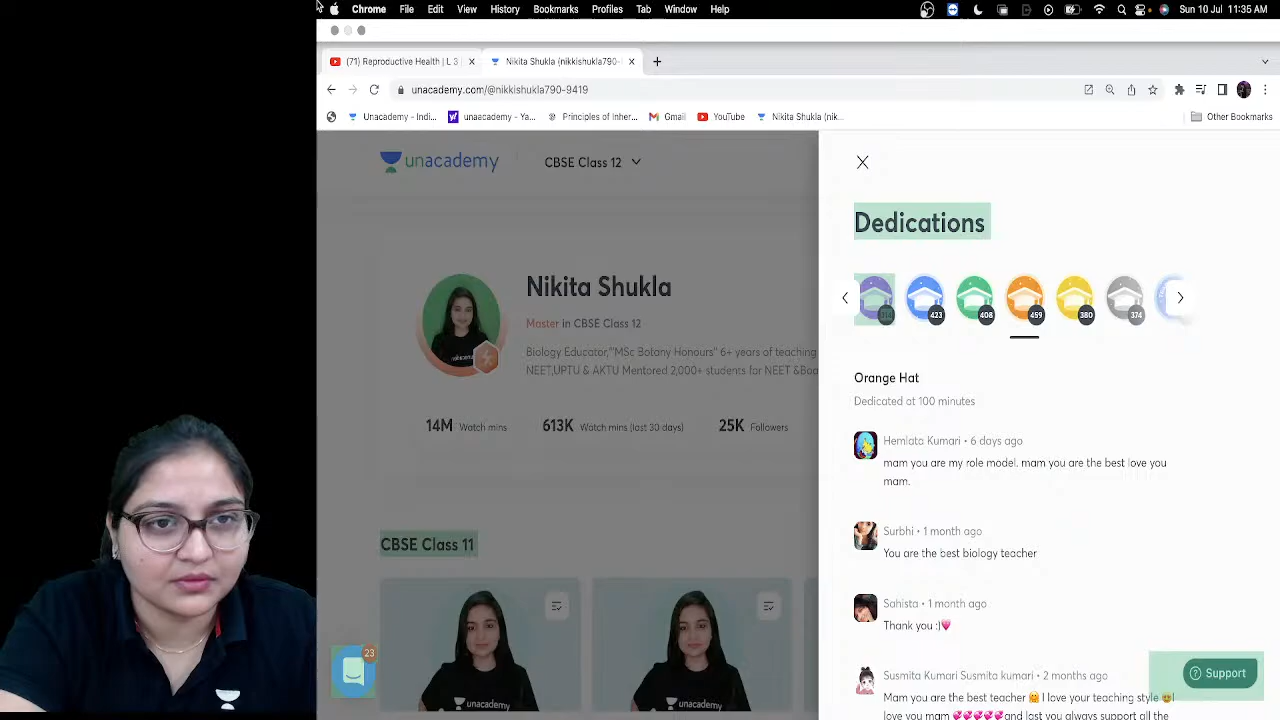 Chrome File Edit View History Bookmarks Profiles Tab Window Help Sun 10 Jul 11:35 AM
(71) Reproductive Health | L 3 Nikita Shukla (nikkishukla790-
unacademy.com/@nikkishukla790-9419
Unacademy - Indi... unaacademy - Ya... Principles of Inher... Gmail YouTube Nikita Shukla (nik... Other Bookmarks
unacademy CBSE Class 12
Dedications
314 423 408 499 380 374
Nikita Shukla
Master in CBSE Class 12
Biology Educator,"MSc Botany Honours" 6+ years of teaching
NEET,UPTU & AKTU Mentored 2,000+ students for NEET &Boa
14M Watch mins 613K Watch mins (last 30 days) 25K Followers
Orange Hat
Dedicated at 100 minutes
Hemlata Kumari • 6 days ago
mam you are my role model. mam you are the best love you
mam.
Surbhi • 1 month ago
You are the best biology teacher
CBSE Class 11
Sahista • 1 month ago
Thank you :)💗
23
Support
Susmita Kumari Susmita kumari • 2 months ago
Mam you are the best teacher 🤗 I love your teaching style 😍
love you mam 💞💞💞💞💞and last you always support all the
unacademy
unacademy